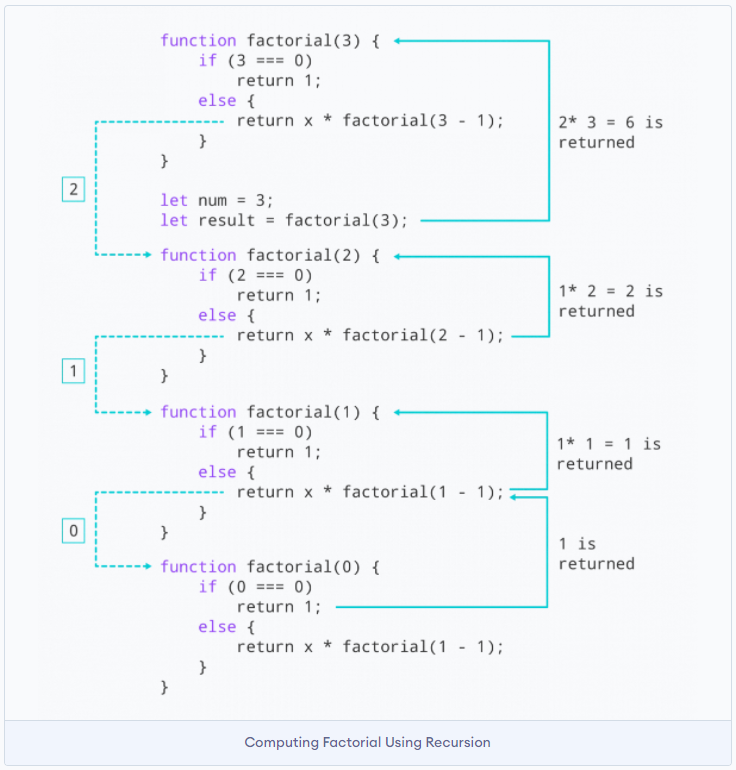 function factorial(3) {
if (3 === 0)
return 1;
else {
return x * factorial(3 - 1);
}
}
2* 3 = 6 is
returned
2
let num = 3;
let result = factorial(3);
function factorial(2) {
if (2 === 0)
return 1;
else {
return x * factorial(2 - 1);
}
}
1* 2 = 2 is
returned
1
function factorial(1) {
if (1 === 0)
return 1;
else {
return x * factorial(1 - 1);
}
}
1* 1 = 1 is
returned
0
function factorial(0) {
if (0 === 0)
return 1;
else {
return x * factorial(1 - 1);
}
}
1 is
returned
Computing Factorial Using Recursion